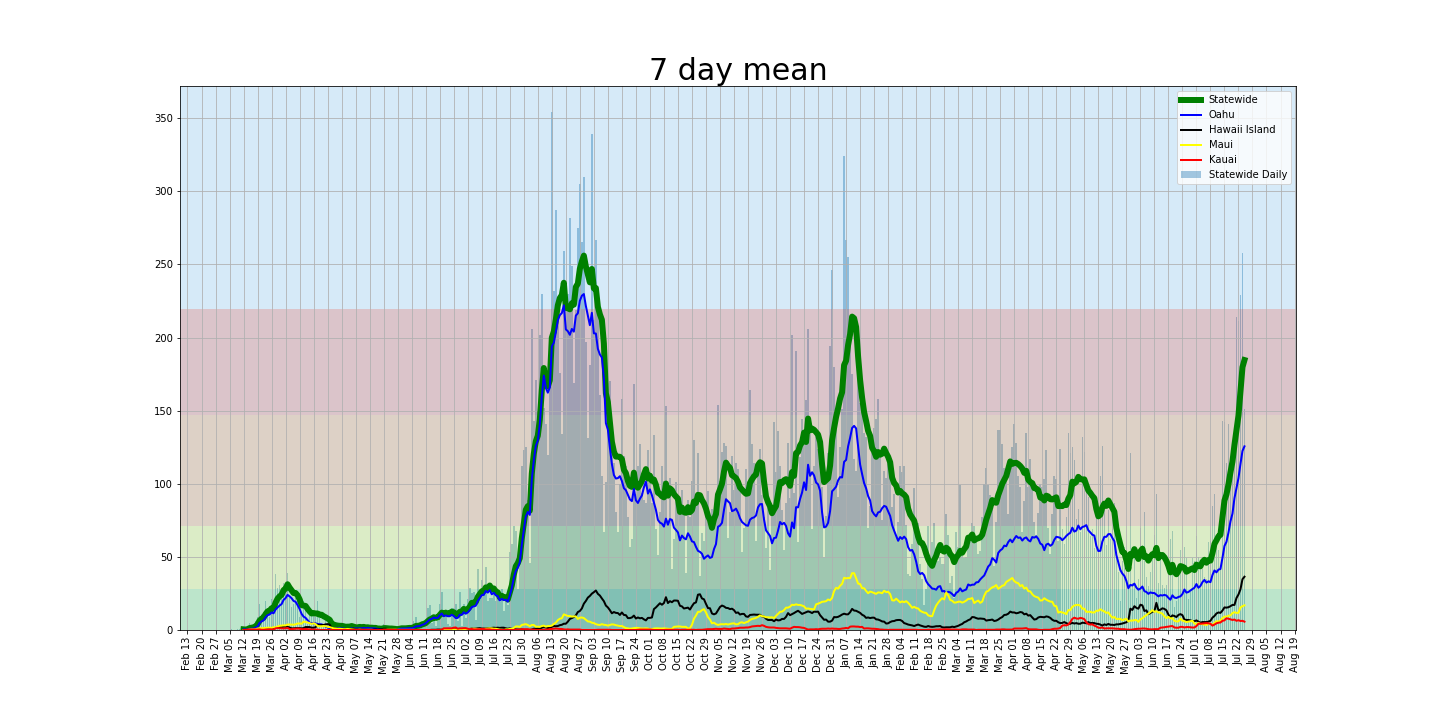 7 day mean
Statewide
Oahu
Hawaii Island
Maui
Kauai
Statewide Daily
350
300
250
200
150
100
50
0
Feb 13
Feb 20
Feb 27
Mar 05
Mar 12
Mar 19
Mar 26
Apr 02
Apr 09
Apr 16
Apr 23
Apr 30
May 07
May 14
May 21
May 28
Jun 04
Jun 11
Jun 18
Jun 25
Jul 02
Jul 09
Jul 16
Jul 23
Jul 30
Aug 06
Aug 13
Aug 20
Aug 27
Sep 03
Sep 10
Sep 17
Sep 24
Oct 01
Oct 08
Oct 15
Oct 22
Oct 29
Nov 05
Nov 12
Nov 19
Nov 26
Dec 03
Dec 10
Dec 17
Dec 24
Dec 31
Jan 07
Jan 14
Jan 21
Jan 28
Feb 04
Feb 11
Feb 18
Feb 25
Mar 04
Mar 11
Mar 18
Mar 25
Apr 01
Apr 08
Apr 15
Apr 22
Apr 29
May 06
May 13
May 20
May 27
Jun 03
Jun 10
Jun 17
Jun 24
Jul 01
Jul 08
Jul 15
Jul 22
Jul 29
Aug 05
Aug 12
Aug 19